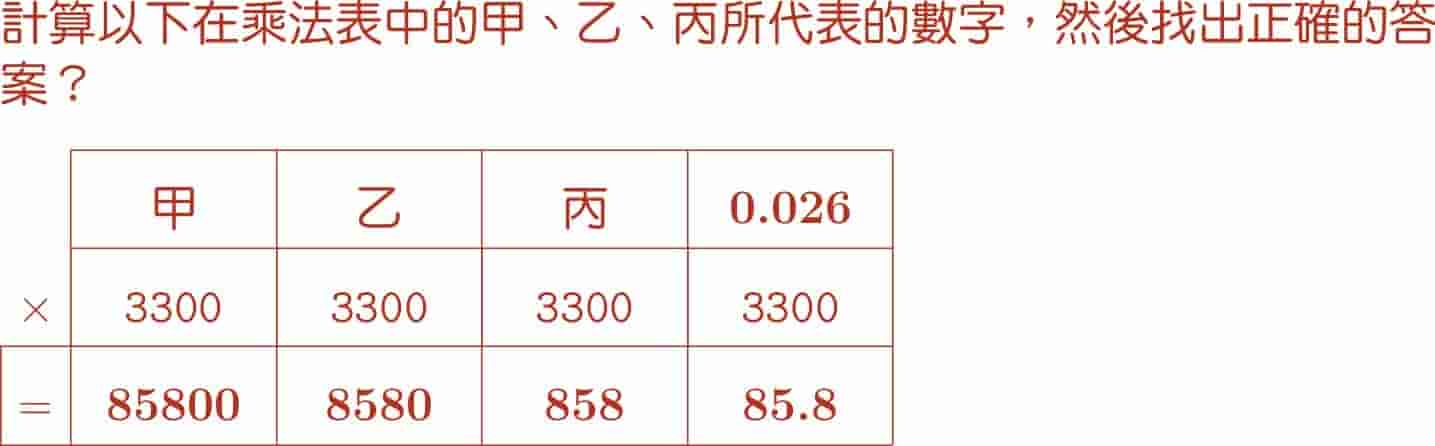 計算以下在乘法表中的甲、乙、丙所代表的數字，然後找出正確的答
案？
甲 乙 丙 0.026
× 3300 3300 3300 3300
= 85800 8580 858 85.8